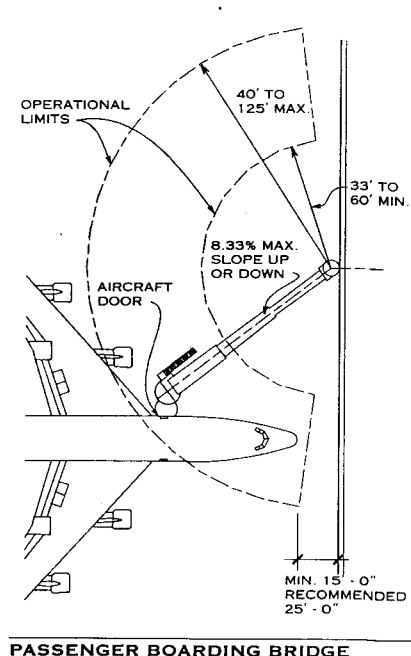 40' TO
125' MAX.
OPERATIONAL
LIMITS
33' TO
60' MIN.
8.33% MAX.
SLOPE UP
OR DOWN
AIRCRAFT
DOOR
MIN. 15' - 0"
RECOMMENDED
25' - 0"
PASSENGER BOARDING BRIDGE